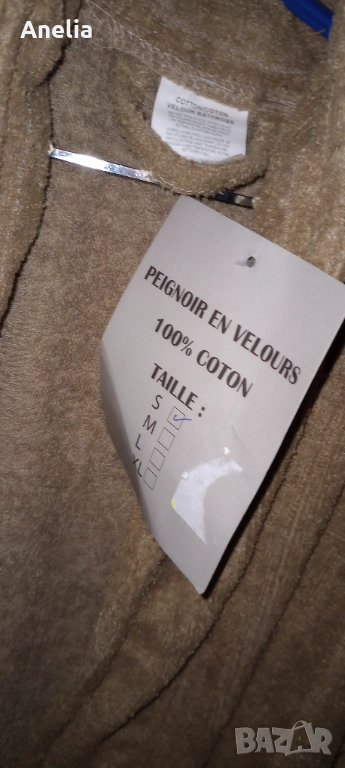 Anelia
COTTON/COTON
VELOUR BATHROBE
PEIGNOIR EN VELOURS
100% COTON
TAILLE :
S
M
L
XL
BAZAR